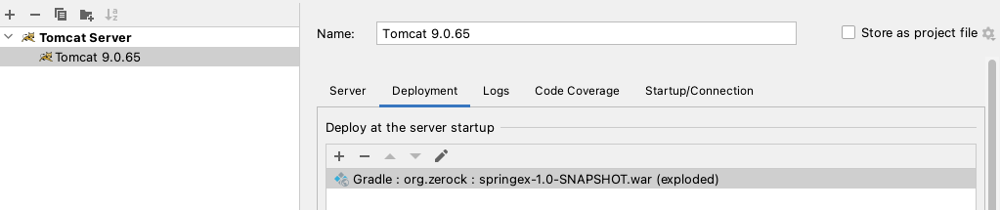 Tomcat Server
Tomcat 9.0.65
Name: Tomcat 9.0.65 Store as project file
Server Deployment Logs Code Coverage Startup/Connection
Deploy at the server startup
Gradle : org.zerock : springex-1.0-SNAPSHOT.war (exploded)